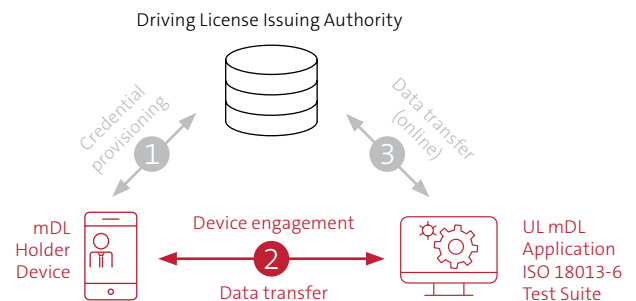 Driving License Issuing Authority
Credential
provisioning
1
Data transfer
(online)
3
mDL
Holder
Device
Device engagement
2
Data transfer
UL mDL
Application
ISO 18013-6
Test Suite